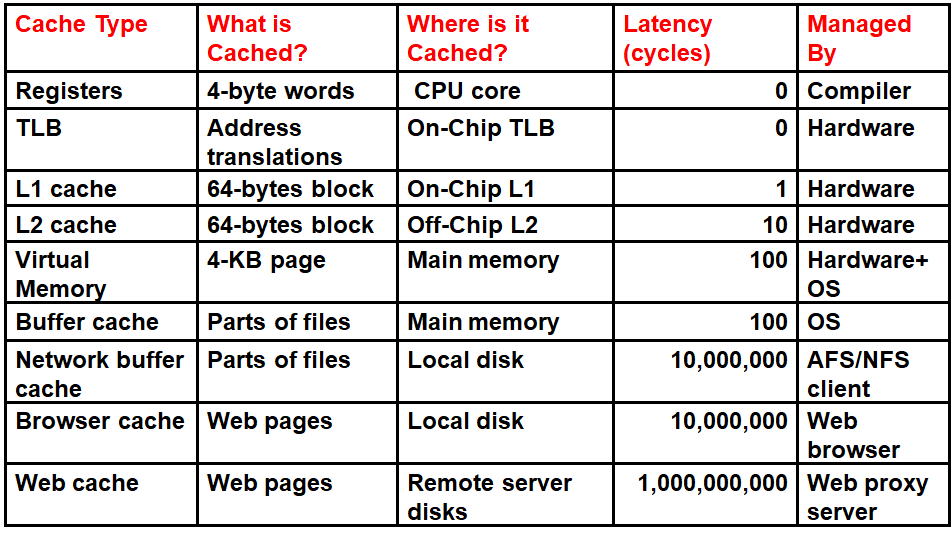 Cache Type What is Where is it Latency Managed
Cached? Cached? (cycles) By
Registers 4-byte words CPU core 0 Compiler
TLB Address On-Chip TLB 0 Hardware
translations
L1 cache 64-bytes block On-Chip L1 1 Hardware
L2 cache 64-bytes block Off-Chip L2 10 Hardware
Virtual 4-KB page Main memory 100 Hardware+
Memory OS
Buffer cache Parts of files Main memory 100 OS
Network buffer Parts of files Local disk 10,000,000 AFS/NFS
cache client
Browser cache Web pages Local disk 10,000,000 Web
browser
Web cache Web pages Remote server 1,000,000,000 Web proxy
disks server